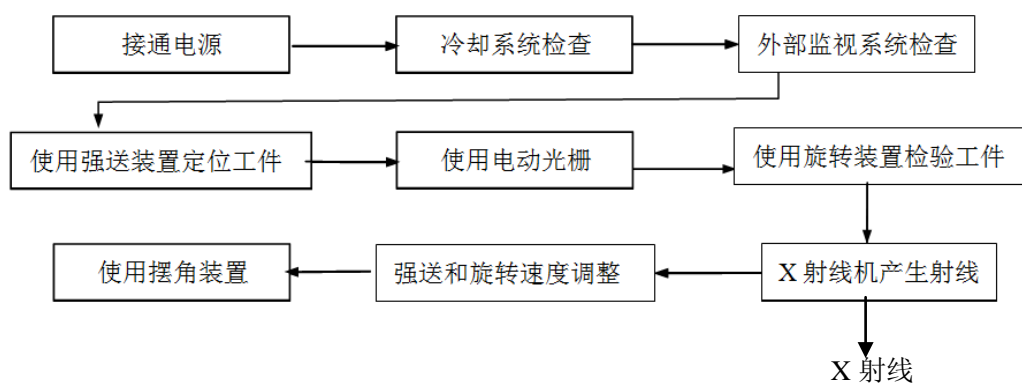 接通电源
冷却系统检查
外部监视系统检查
使用强送装置定位工件
使用电动光栅
使用旋转装置检验工件
使用摆角装置
强送和旋转速度调整
X 射线机产生射线
X 射线